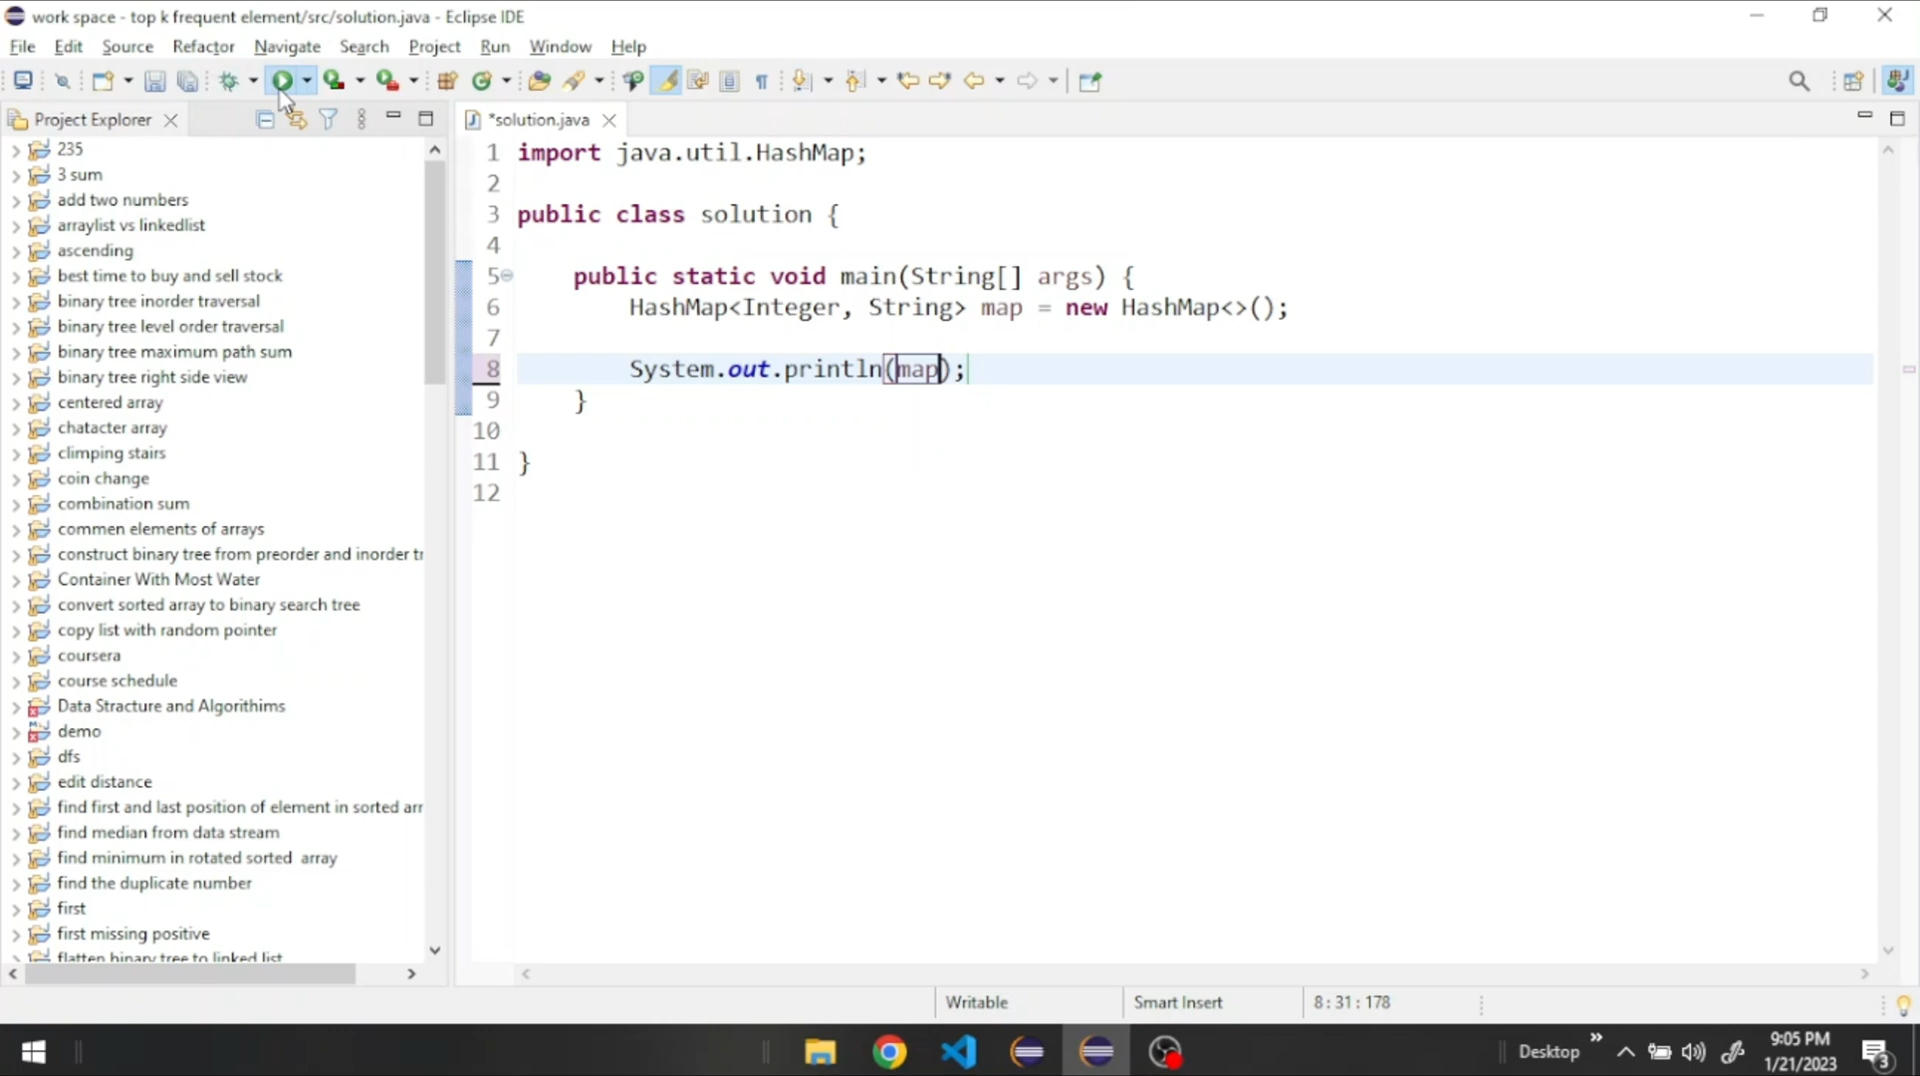 work space - top k frequent element/src/solution.java - Eclipse IDE
File Edit Source Refactor Navigate Search Project Run Window Help
Project Explorer
*solution.java
235
3 sum
add two numbers
arraylist vs linkedlist
ascending
best time to buy and sell stock
binary tree inorder traversal
binary tree level order traversal
binary tree maximum path sum
binary tree right side view
centered array
chatacter array
climping stairs
coin change
combination sum
commen elements of arrays
construct binary tree from preorder and inorder tr
Container With Most Water
convert sorted array to binary search tree
copy list with random pointer
coursera
course schedule
Data Stracture and Algorithims
demo
dfs
edit distance
find first and last position of element in sorted arr
find median from data stream
find minimum in rotated sorted  array
find the duplicate number
first
first missing positive
flatten binary tree to linked list
1 import java.util.HashMap;
2
3 public class solution {
4
5 public static void main(String[] args) {
6 HashMap<Integer, String> map = new HashMap<>();
7
8 System.out.println(map);
9 }
10
11 }
12
Writable
Smart Insert
8 : 31 : 178
Desktop
9:05 PM
1/21/2023
3